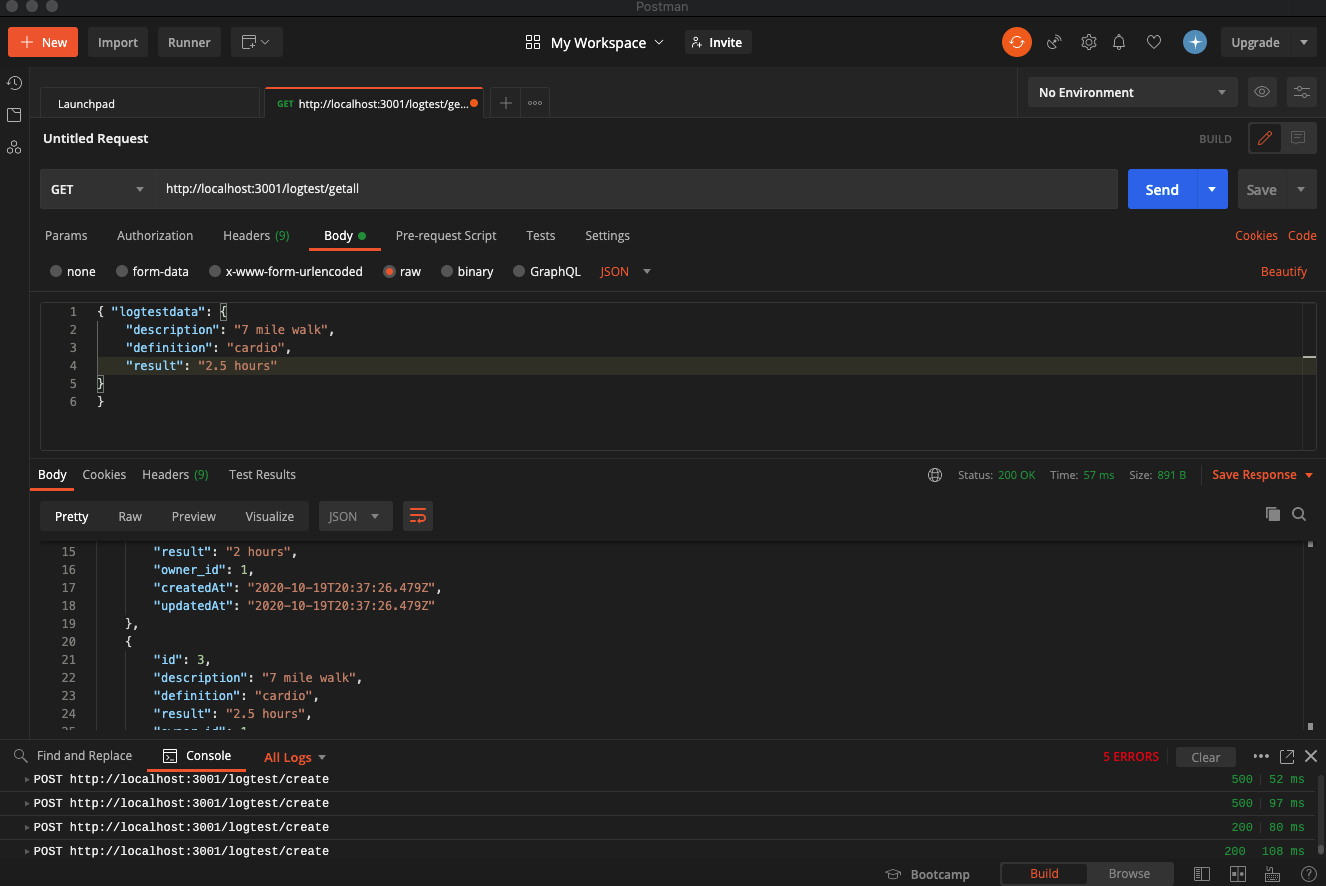 Postman
New Import Runner My Workspace Invite Upgrade
Launchpad GET http://localhost:3001/logtest/ge... No Environment
Untitled Request BUILD
GET http://localhost:3001/logtest/getall Send Save
Params Authorization Headers (9) Body Pre-request Script Tests Settings Cookies Code
none form-data x-www-form-urlencoded raw binary GraphQL JSON Beautify
1 { "logtestdata": {
2 "description": "7 mile walk",
3 "definition": "cardio",
4 "result": "2.5 hours"
5 }
6 }
Body Cookies Headers (9) Test Results Status: 200 OK Time: 57 ms Size: 891 B Save Response
Pretty Raw Preview Visualize JSON
15 "result": "2 hours",
16 "owner_id": 1,
17 "createdAt": "2020-10-19T20:37:26.479Z",
18 "updatedAt": "2020-10-19T20:37:26.479Z"
19 },
20 {
21 "id": 3,
22 "description": "7 mile walk",
23 "definition": "cardio",
24 "result": "2.5 hours",
Find and Replace Console All Logs 5 ERRORS Clear
POST http://localhost:3001/logtest/create 500 52 ms
POST http://localhost:3001/logtest/create 500 97 ms
POST http://localhost:3001/logtest/create 200 80 ms
POST http://localhost:3001/logtest/create 200 108 ms
Bootcamp Build Browse